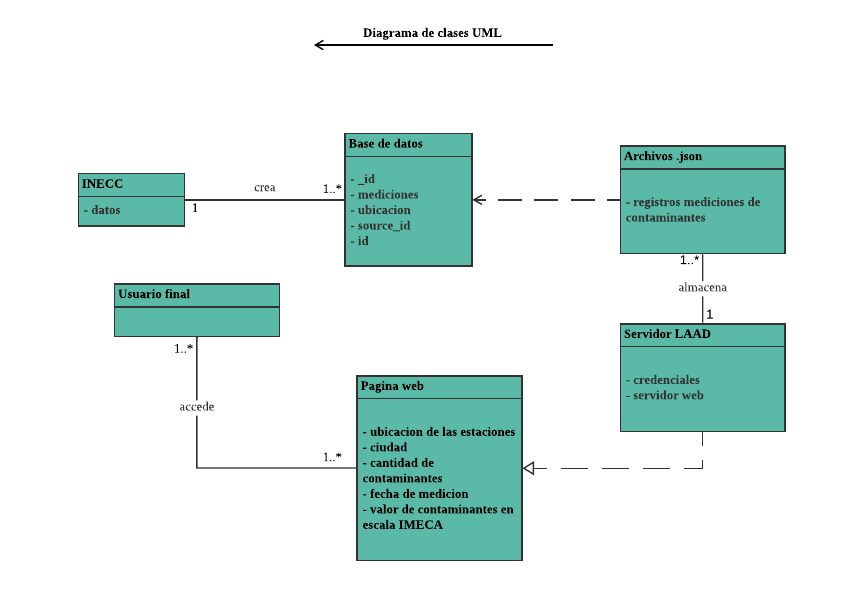 Diagrama de clases UML
INECC
- datos
crea
1
1..*
Base de datos
- _id
- mediciones
- ubicacion
- source_id
- id
Archivos .json
- registros mediciones de
contaminantes
1..*
almacena
1
Servidor LAAD
- credenciales
- servidor web
Usuario final
1..*
accede
1..*
Pagina web
- ubicacion de las estaciones
- ciudad
- cantidad de
contaminantes
- fecha de medicion
- valor de contaminantes en
escala IMECA